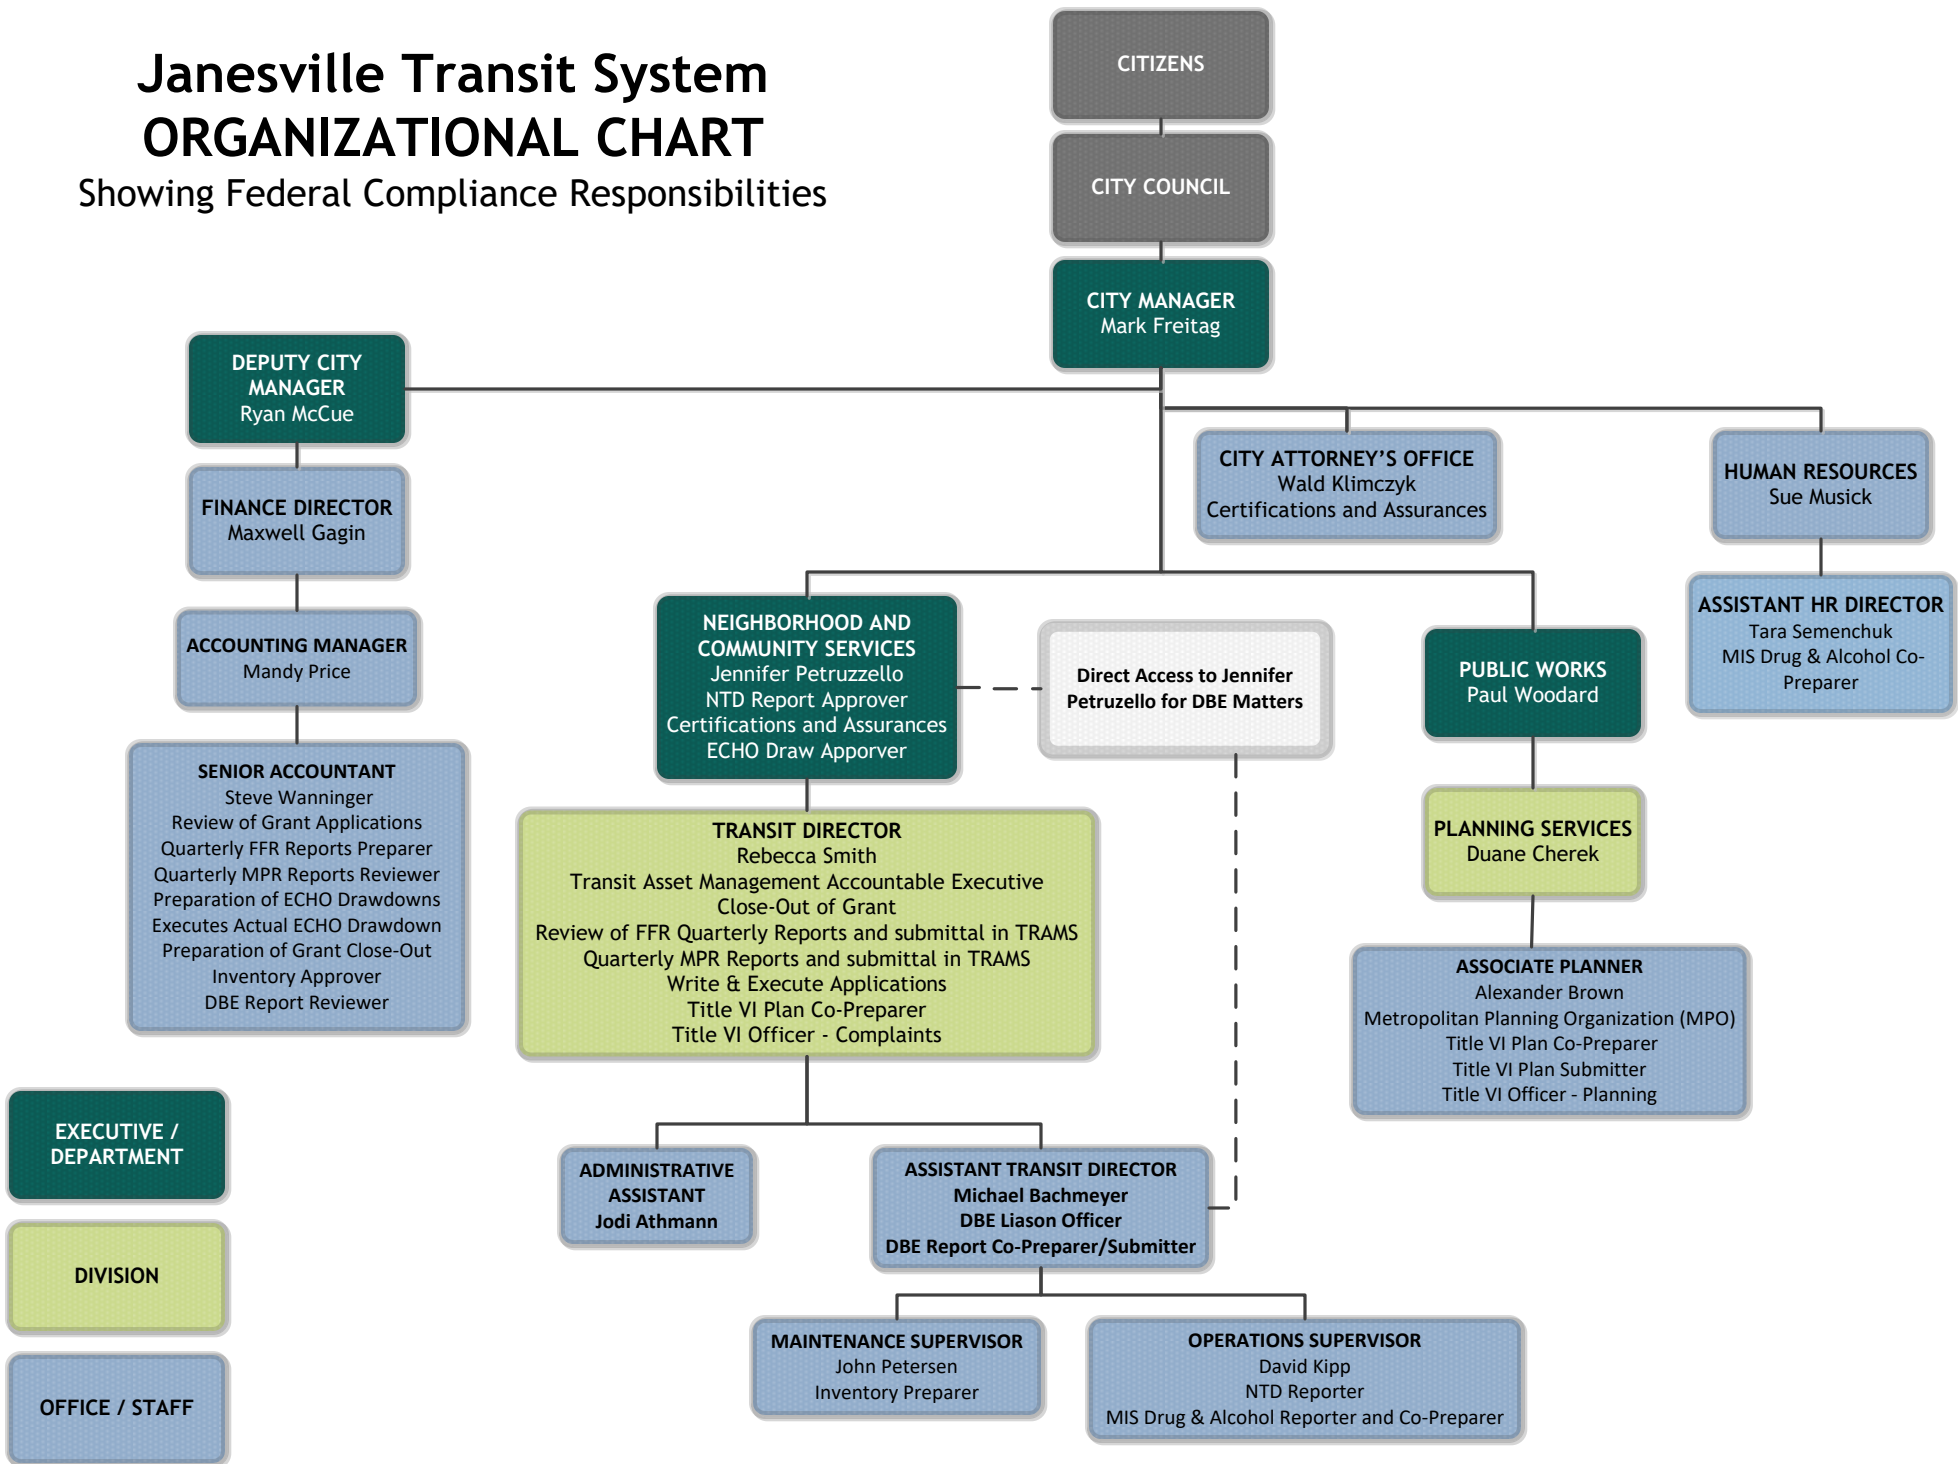 Janesville Transit System
ORGANIZATIONAL CHART
Showing Federal Compliance Responsibilities
CITIZENS
CITY COUNCIL
CITY MANAGER
Mark Freitag
DEPUTY CITY
MANAGER
Ryan McCue
FINANCE DIRECTOR
Maxwell Gagin
ACCOUNTING MANAGER
Mandy Price
SENIOR ACCOUNTANT
Steve Wanninger
Review of Grant Applications
Quarterly FFR Reports Preparer
Quarterly MPR Reports Reviewer
Preparation of ECHO Drawdowns
Executes Actual ECHO Drawdown
Preparation of Grant Close-Out
Inventory Approver
DBE Report Reviewer
CITY ATTORNEY’S OFFICE
Wald Klimczyk
Certifications and Assurances
HUMAN RESOURCES
Sue Musick
ASSISTANT HR DIRECTOR
Tara Semenchuk
MIS Drug & Alcohol Co-
Preparer
NEIGHBORHOOD AND
COMMUNITY SERVICES
Jennifer Petruzzello
NTD Report Approver
Certifications and Assurances
ECHO Draw Apporver
Direct Access to Jennifer
Petruzello for DBE Matters
PUBLIC WORKS
Paul Woodard
PLANNING SERVICES
Duane Cherek
ASSOCIATE PLANNER
Alexander Brown
Metropolitan Planning Organization (MPO)
Title VI Plan Co-Preparer
Title VI Plan Submitter
Title VI Officer - Planning
TRANSIT DIRECTOR
Rebecca Smith
Transit Asset Management Accountable Executive
Close-Out of Grant
Review of FFR Quarterly Reports and submittal in TRAMS
Quarterly MPR Reports and submittal in TRAMS
Write & Execute Applications
Title VI Plan Co-Preparer
Title VI Officer - Complaints
ADMINISTRATIVE
ASSISTANT
Jodi Athmann
ASSISTANT TRANSIT DIRECTOR
Michael Bachmeyer
DBE Liason Officer
DBE Report Co-Preparer/Submitter
MAINTENANCE SUPERVISOR
John Petersen
Inventory Preparer
OPERATIONS SUPERVISOR
David Kipp
NTD Reporter
MIS Drug & Alcohol Reporter and Co-Preparer
EXECUTIVE /
DEPARTMENT
DIVISION
OFFICE / STAFF